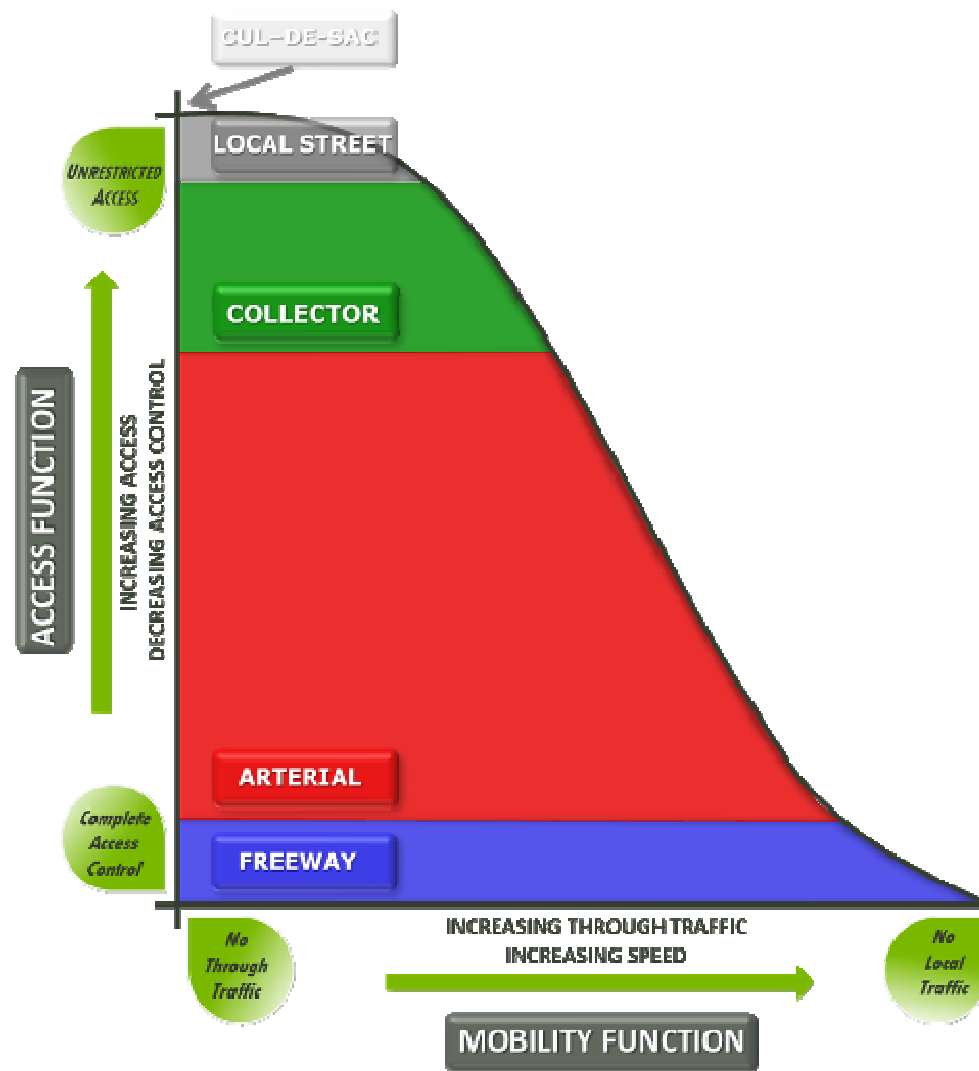 CUL-DE-SAC
LOCAL STREET
UNRESTRICTED
ACCESS
COLLECTOR
ACCESS FUNCTION
INCREASING ACCESS
DECREASING ACCESS CONTROL
ARTERIAL
Complete
Access
Control
FREEWAY
No
Through
Traffic
INCREASING THROUGH TRAFFIC
INCREASING SPEED
No
Local
Traffic
MOBILITY FUNCTION